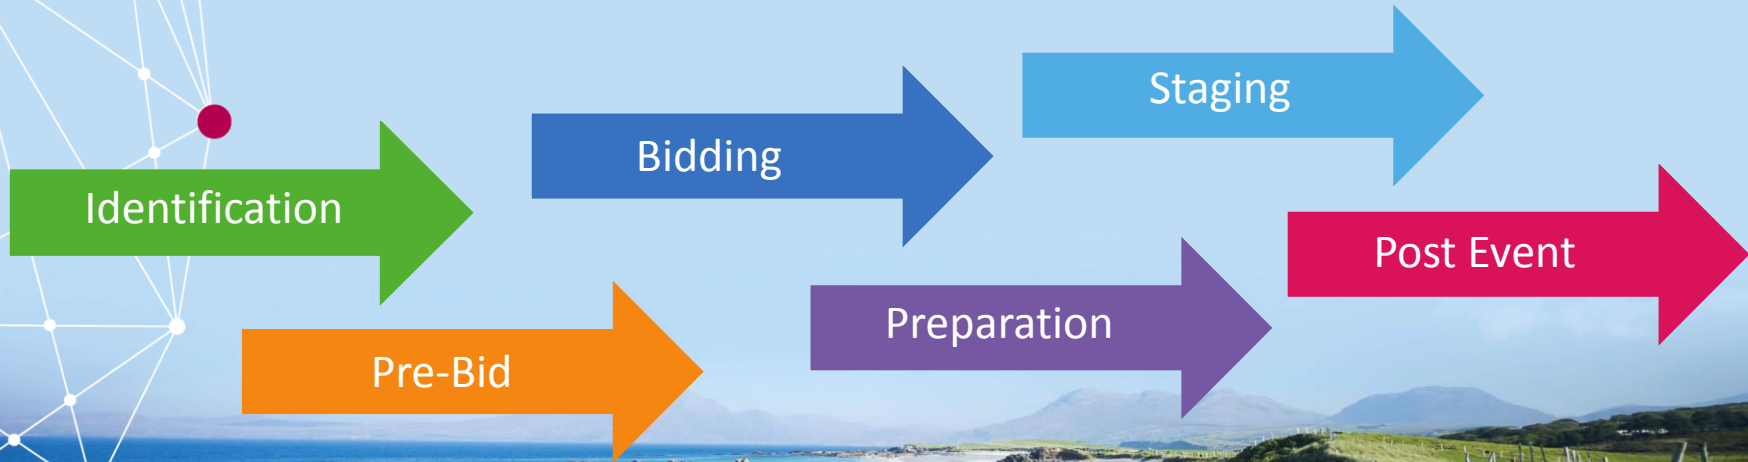 Identification
Pre-Bid
Bidding
Preparation
Staging
Post Event